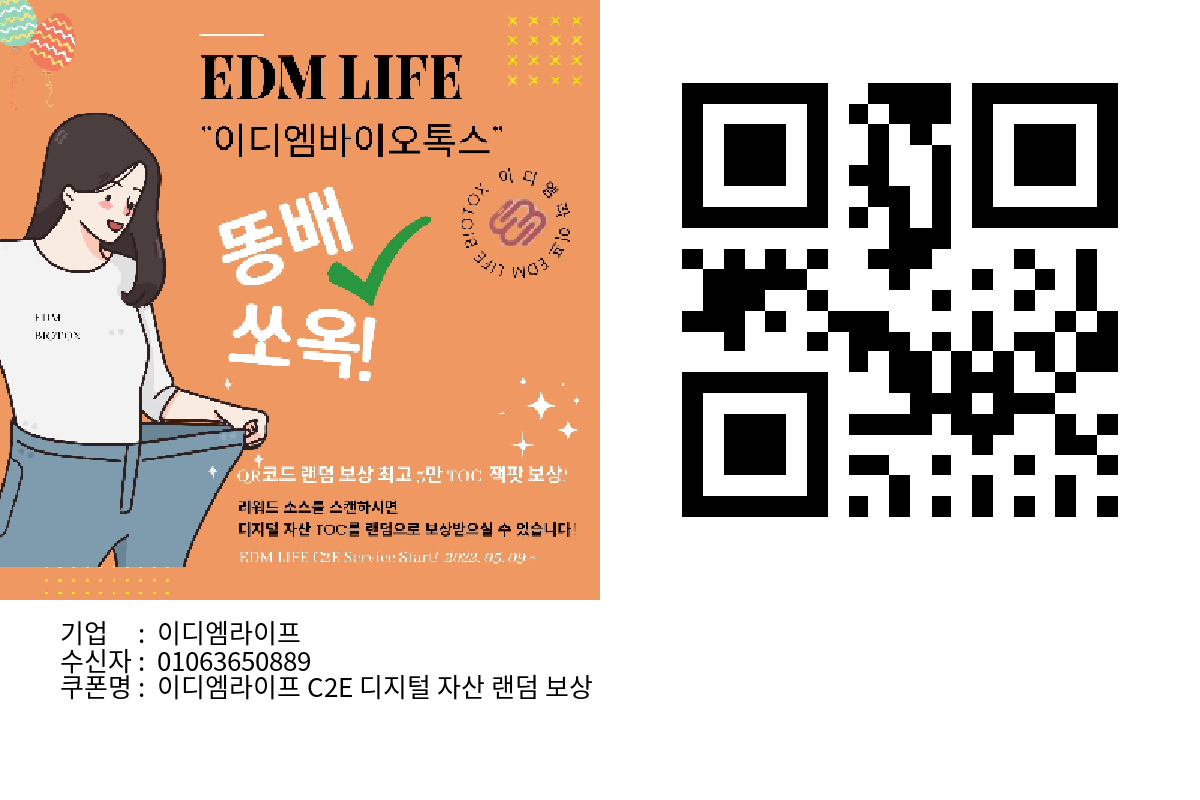 EDM LIFE
"이디엠바이오톡스"
이디엠라이프 EDM LIFE BIOTOX
똥배
쏘옥!
EDM
BIOTOX
QR코드 랜덤 보상 최고 5만 TOC 잭팟 보상!
리워드 소스를 스캔하시면
디지털 자산 TOC를 랜덤으로 보상받으실 수 있습니다!
EDM LIFE C2E Service Start! 2022. 05. 09 ~
기업 : 이디엠라이프
수신자 : 01063650889
쿠폰명 : 이디엠라이프 C2E 디지털 자산 랜덤 보상